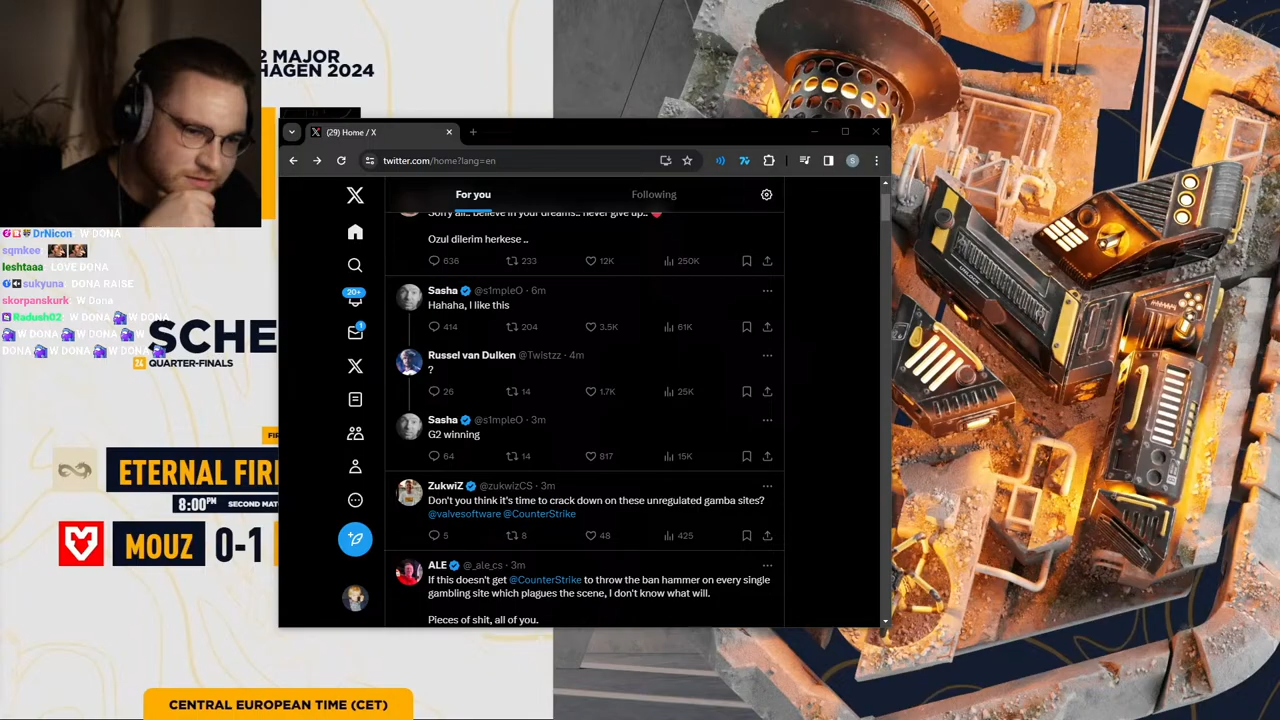 2 MAJOR
HAGEN 2024
DrNicon W DONA
sqmkee
leshtaaa LOVE DONA
sukyuna: DONA RAISE
skorpanskurk: W Dona
Radush02: W DONA W DONA
W DONA W DONA W
DONA W DONA W DONA
SCHE
QUARTER-FINALS
ETERNAL FIR
8:00PM SECOND MAT
MOUZ 0-1
CENTRAL EUROPEAN TIME (CET)
(29) Home / X
twitter.com/home?lang=en
For you Following
Sorry all.. believe in your dreams.. never give up..
Ozul dilerim herkese ..
636 233 12K 250K
Sasha @s1mpleO · 6m
Hahaha, I like this
414 204 3.5K 61K
Russel van Dulken @Twistzz · 4m
?
26 14 1.7K 25K
Sasha @s1mpleO · 3m
G2 winning
64 14 817 15K
ZukwiZ @zukwizCS · 3m
Don't you think it's time to crack down on these unregulated gamba sites?
@valvesoftware @CounterStrike
5 8 48 425
ALE @_ale_cs · 3m
If this doesn't get @CounterStrike to throw the ban hammer on every single
gambling site which plagues the scene, I don't know what will.
Pieces of shit, all of you.
20+
1
S